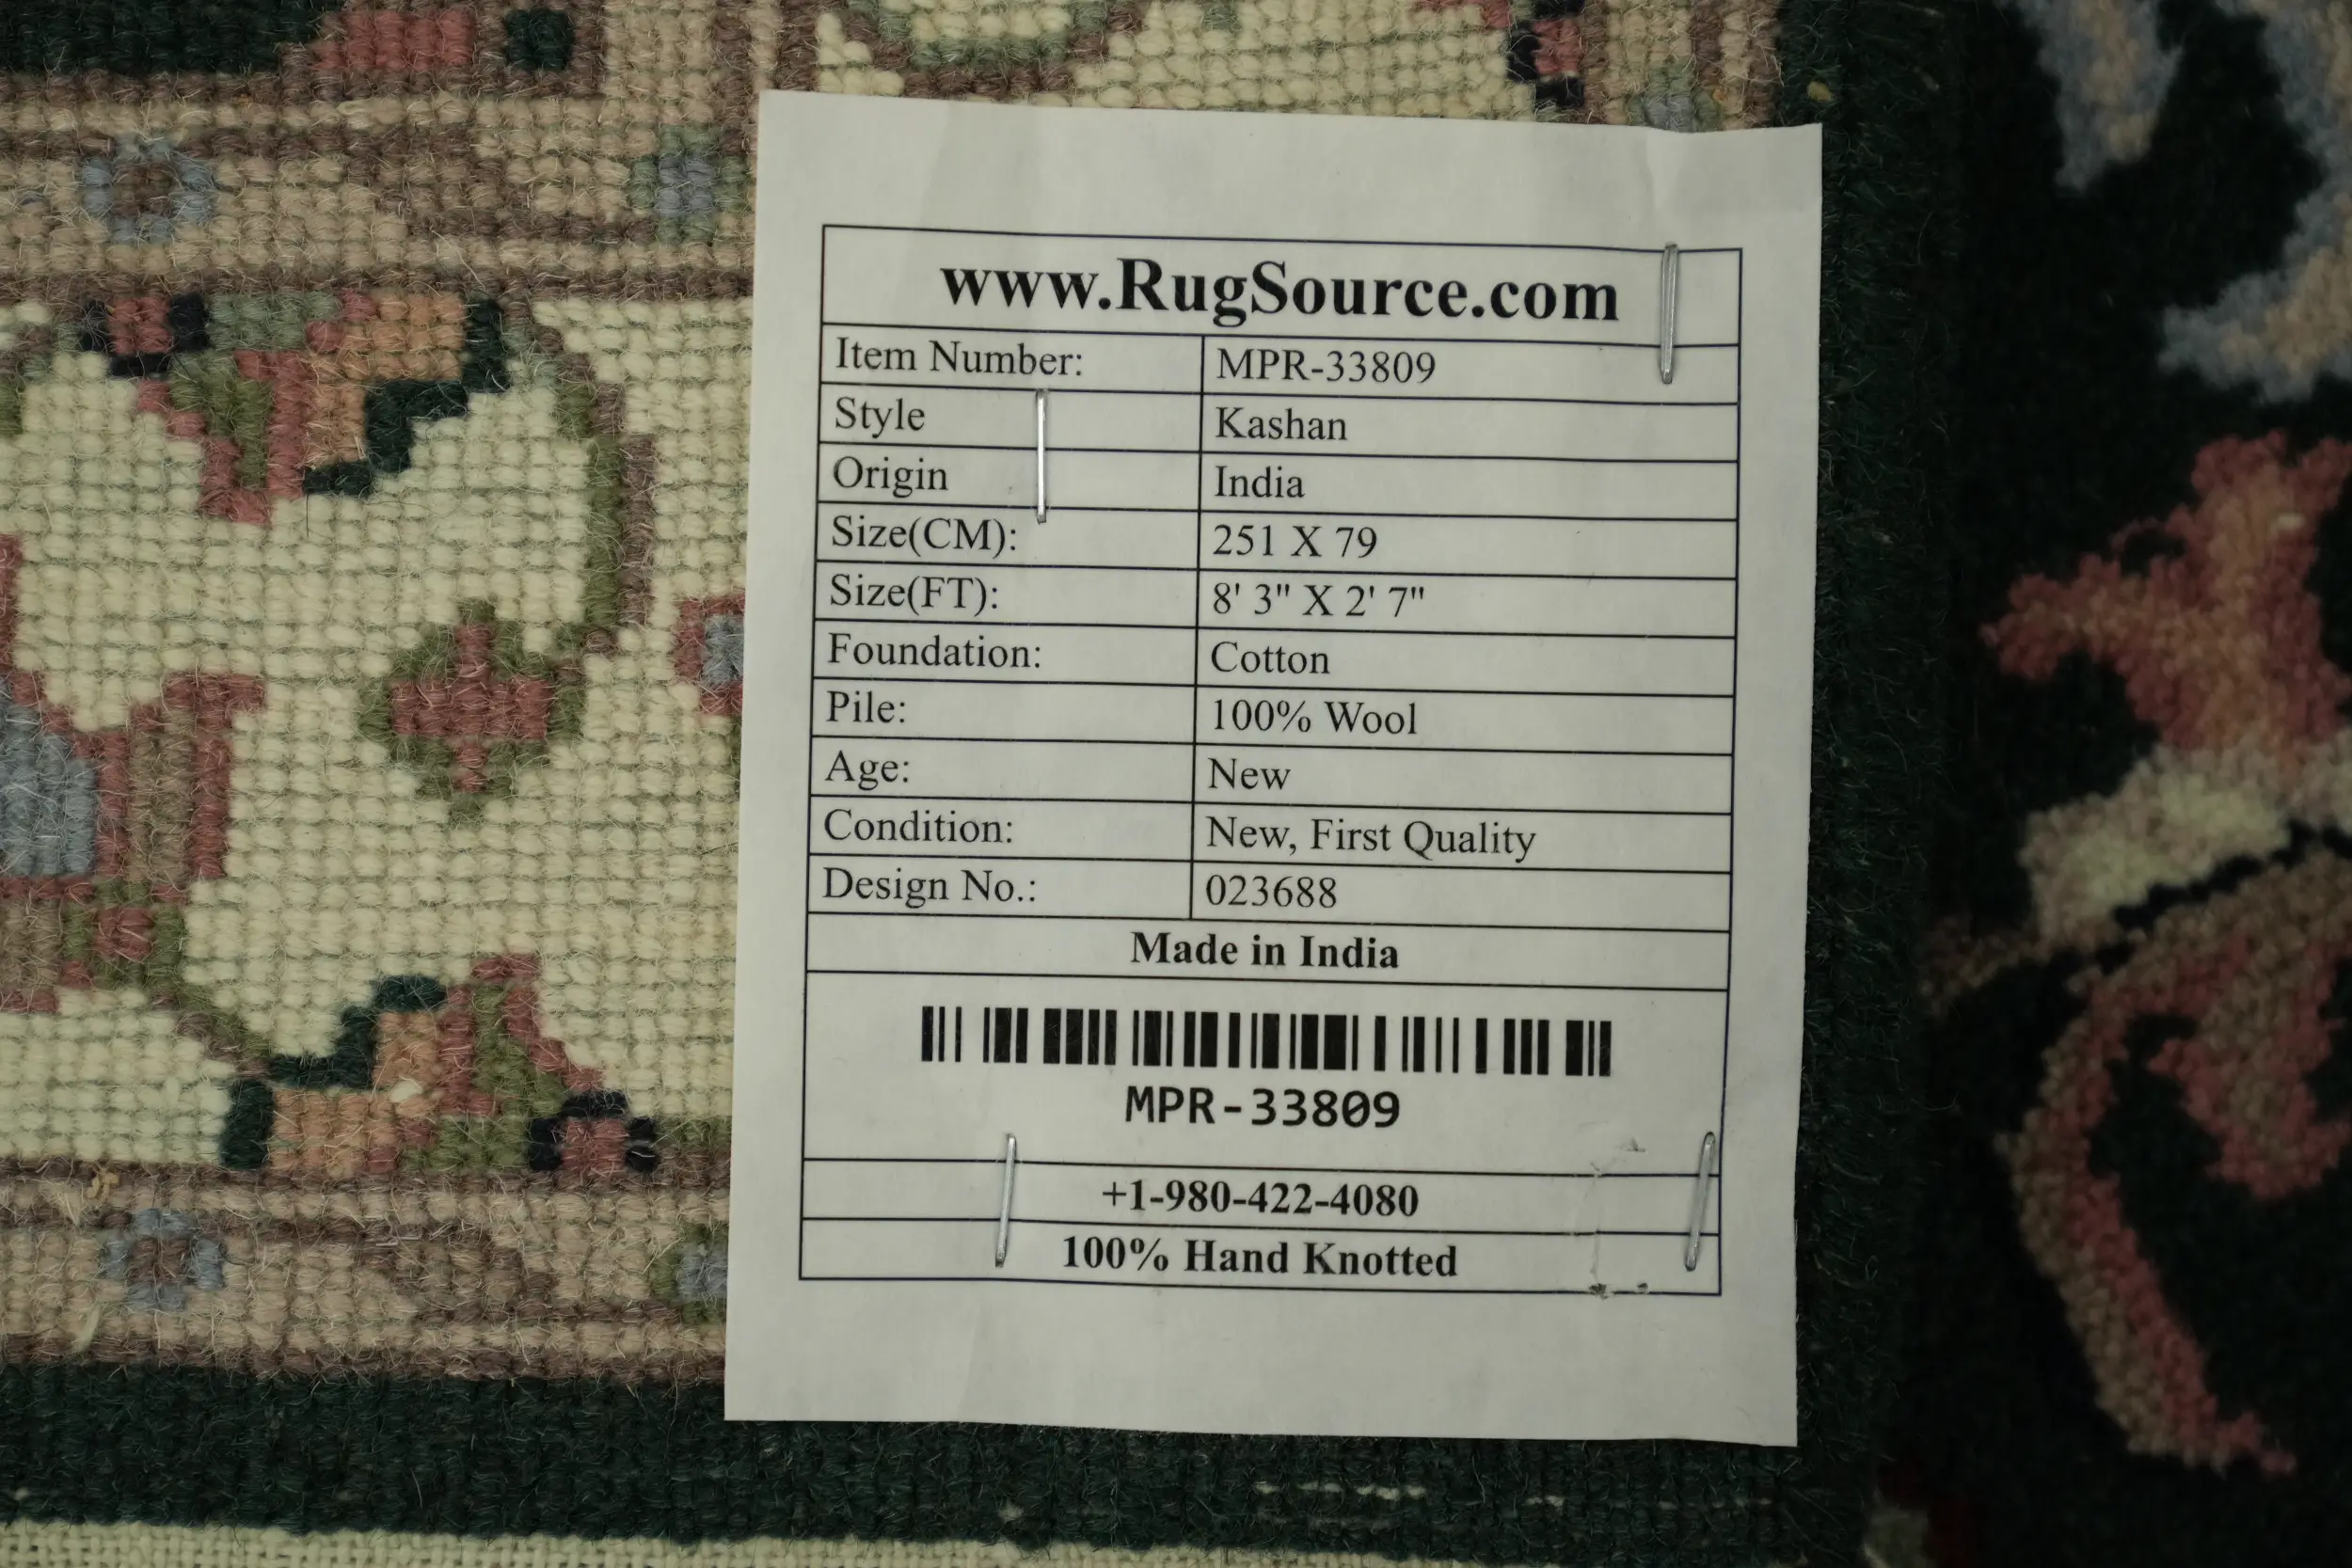 www.RugSource.com
Item Number: MPR-33809
Style Kashan
Origin India
Size(CM): 251 X 79
Size(FT): 8' 3" X 2' 7"
Foundation: Cotton
Pile: 100% Wool
Age: New
Condition: New, First Quality
Design No.: 023688
Made in India
MPR-33809
+1-980-422-4080
100% Hand Knotted